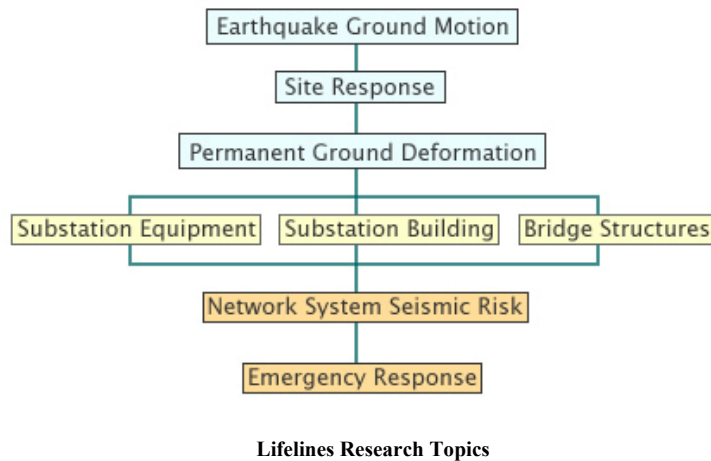 Earthquake Ground Motion
Site Response
Permanent Ground Deformation
Substation Equipment
Substation Building
Bridge Structures
Network System Seismic Risk
Emergency Response
Lifelines Research Topics